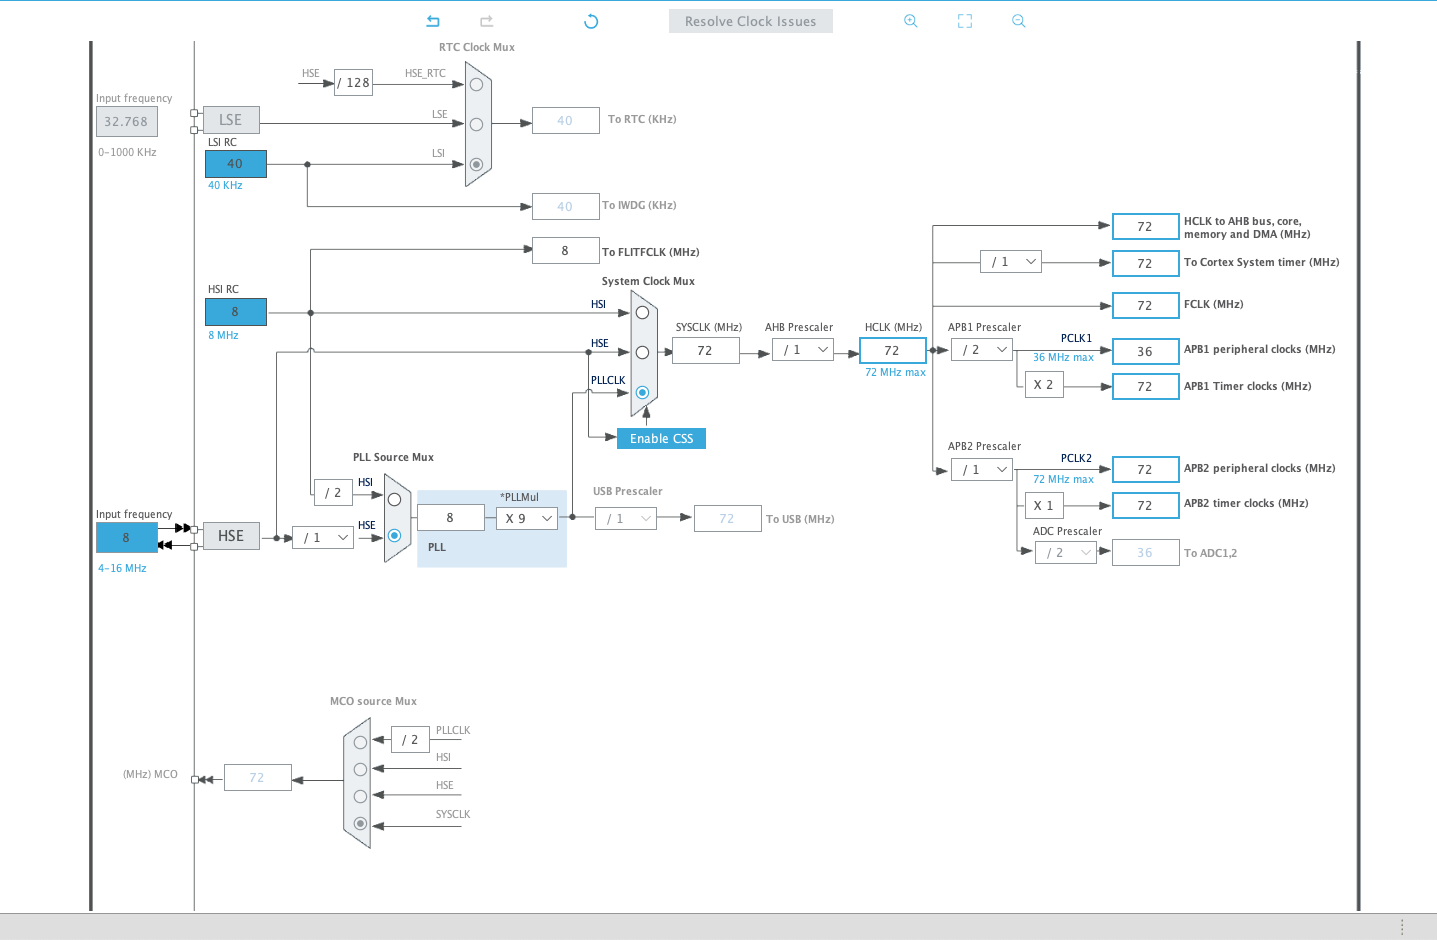 Resolve Clock Issues
RTC Clock Mux
HSE
/ 128
HSE_RTC
Input frequency
32.768
0-1000 KHz
LSE
LSE
40
To RTC (KHz)
LSI RC
40
40 KHz
LSI
40
To IWDG (KHz)
8
To FLITFCLK (MHz)
HSI RC
8
8 MHz
System Clock Mux
HSI
HSE
PLLCLK
Enable CSS
SYSCLK (MHz)
72
AHB Prescaler
/ 1
HCLK (MHz)
72
72 MHz max
72
HCLK to AHB bus, core,
memory and DMA (MHz)
/ 1
72
To Cortex System timer (MHz)
72
FCLK (MHz)
APB1 Prescaler
/ 2
PCLK1
36 MHz max
36
APB1 peripheral clocks (MHz)
X 2
72
APB1 Timer clocks (MHz)
APB2 Prescaler
/ 1
PCLK2
72 MHz max
72
APB2 peripheral clocks (MHz)
X 1
72
APB2 timer clocks (MHz)
ADC Prescaler
/ 2
36
To ADC1,2
PLL Source Mux
/ 2
HSI
Input frequency
8
4-16 MHz
HSE
/ 1
HSE
8
*PLLMul
X 9
PLL
USB Prescaler
/ 1
72
To USB (MHz)
MCO source Mux
/ 2
PLLCLK
HSI
HSE
SYSCLK
(MHz) MCO
72